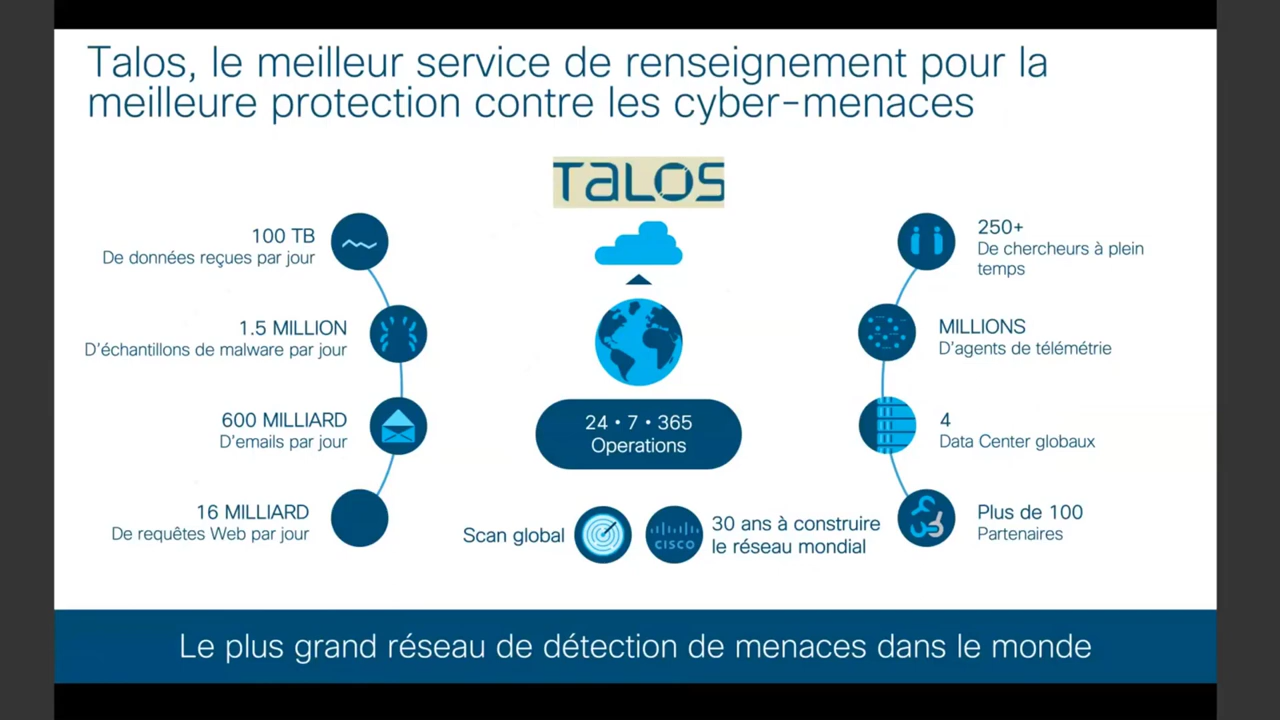 Talos, le meilleur service de renseignement pour la
meilleure protection contre les cyber-menaces
TALOS
100 TB
De données reçues par jour
1.5 MILLION
D'échantillons de malware par jour
600 MILLIARD
D'emails par jour
16 MILLIARD
De requêtes Web par jour
24 • 7 • 365
Operations
Scan global
CISCO
30 ans à construire
le réseau mondial
250+
De chercheurs à plein
temps
MILLIONS
D'agents de télémétrie
4
Data Center globaux
Plus de 100
Partenaires
Le plus grand réseau de détection de menaces dans le monde